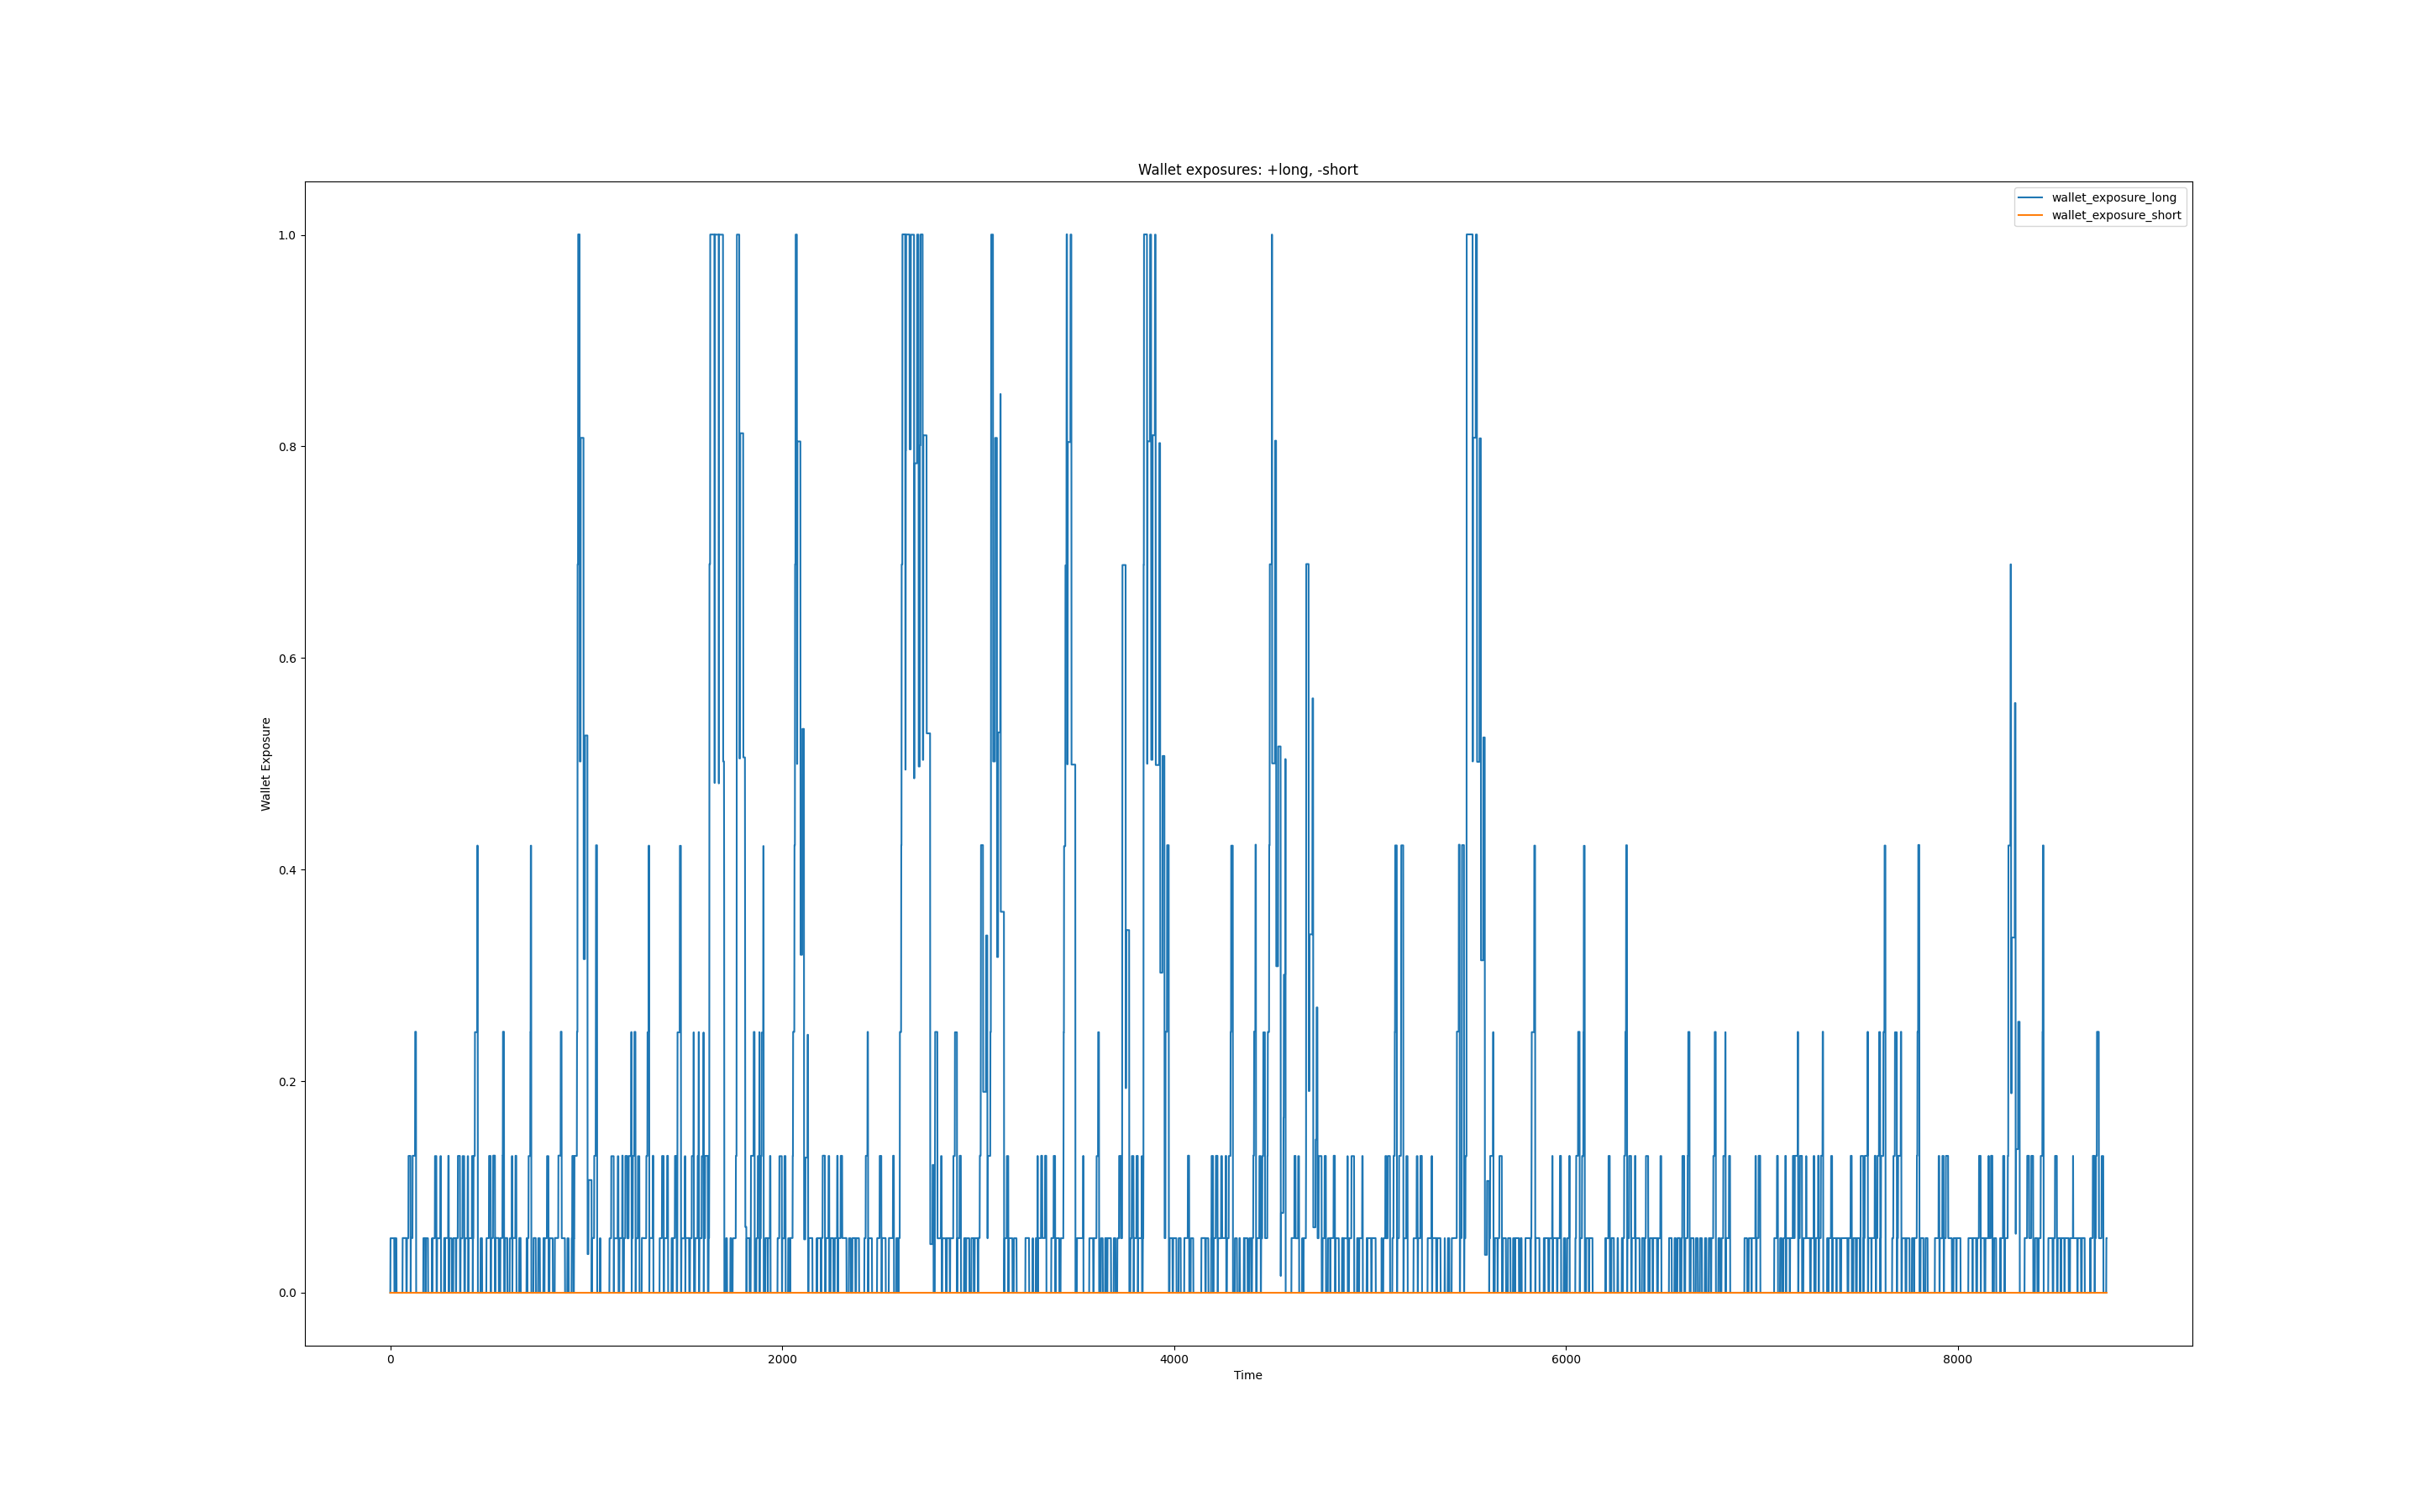 Wallet exposures: +long, -short
wallet_exposure_long
wallet_exposure_short
1.0
0.8
0.6
0.4
0.2
0.0
Wallet Exposure
0 2000 4000 6000 8000
Time